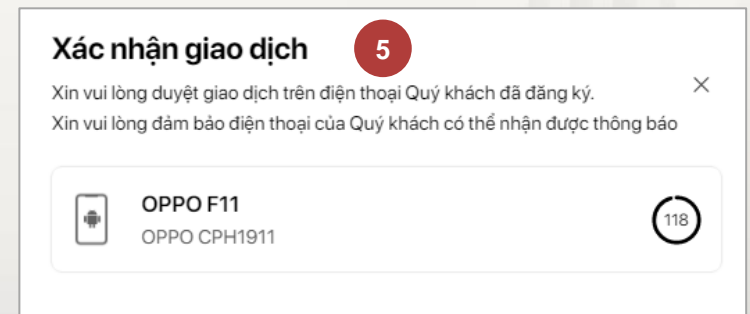 Xác nhận giao dịch 5
Xin vui lòng duyệt giao dịch trên điện thoại Quý khách đã đăng ký.
Xin vui lòng đảm bảo điện thoại của Quý khách có thể nhận được thông báo
OPPO F11
OPPO CPH1911
118